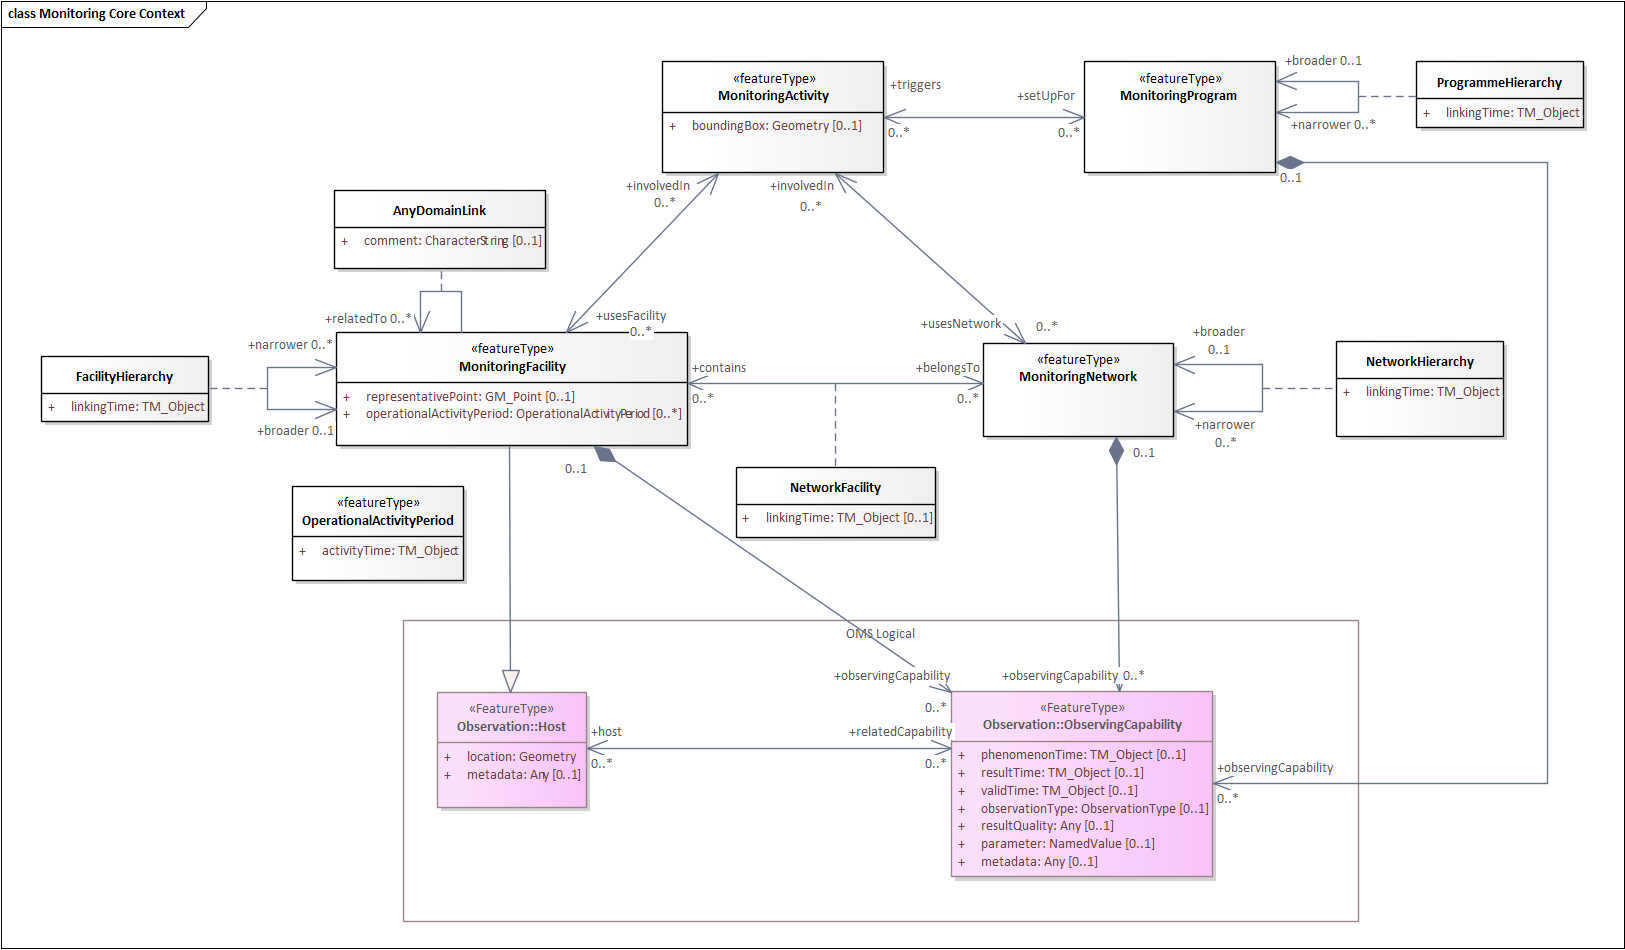 class Monitoring Core Context
«featureType»
MonitoringActivity
+ boundingBox: Geometry [0..1]
+triggers
0..*
+setUpFor
0..*
«featureType»
MonitoringProgram
+broader 0..1
+narrower 0..*
0..1
ProgrammeHierarchy
+ linkingTime: TM_Object
+involvedIn
0..*
+involvedIn
0..*
AnyDomainLink
+ comment: CharacterString [0..1]
+relatedTo 0..*
+usesFacility
0..*
+usesNetwork
0..*
+narrower 0..*
+broader 0..1
FacilityHierarchy
+ linkingTime: TM_Object
«featureType»
MonitoringFacility
+ representativePoint: GM_Point [0..1]
+ operationalActivityPeriod: OperationalActivityPeriod [0..*]
0..1
+contains
0..*
+belongsTo
0..*
«featureType»
MonitoringNetwork
+broader
0..1
+narrower
0..*
0..1
NetworkHierarchy
+ linkingTime: TM_Object
NetworkFacility
+ linkingTime: TM_Object [0..1]
«featureType»
OperationalActivityPeriod
+ activityTime: TM_Object
OMS Logical
+observingCapability
0..*
+observingCapability 0..*
«FeatureType»
Observation::Host
+ location: Geometry
+ metadata: Any [0..1]
+host
0..*
+relatedCapability
0..*
«FeatureType»
Observation::ObservingCapability
+ phenomenonTime: TM_Object [0..1]
+ resultTime: TM_Object [0..1]
+ validTime: TM_Object [0..1]
+ observationType: ObservationType [0..1]
+ resultQuality: Any [0..1]
+ parameter: NamedValue [0..1]
+ metadata: Any [0..1]
+observingCapability
0..*